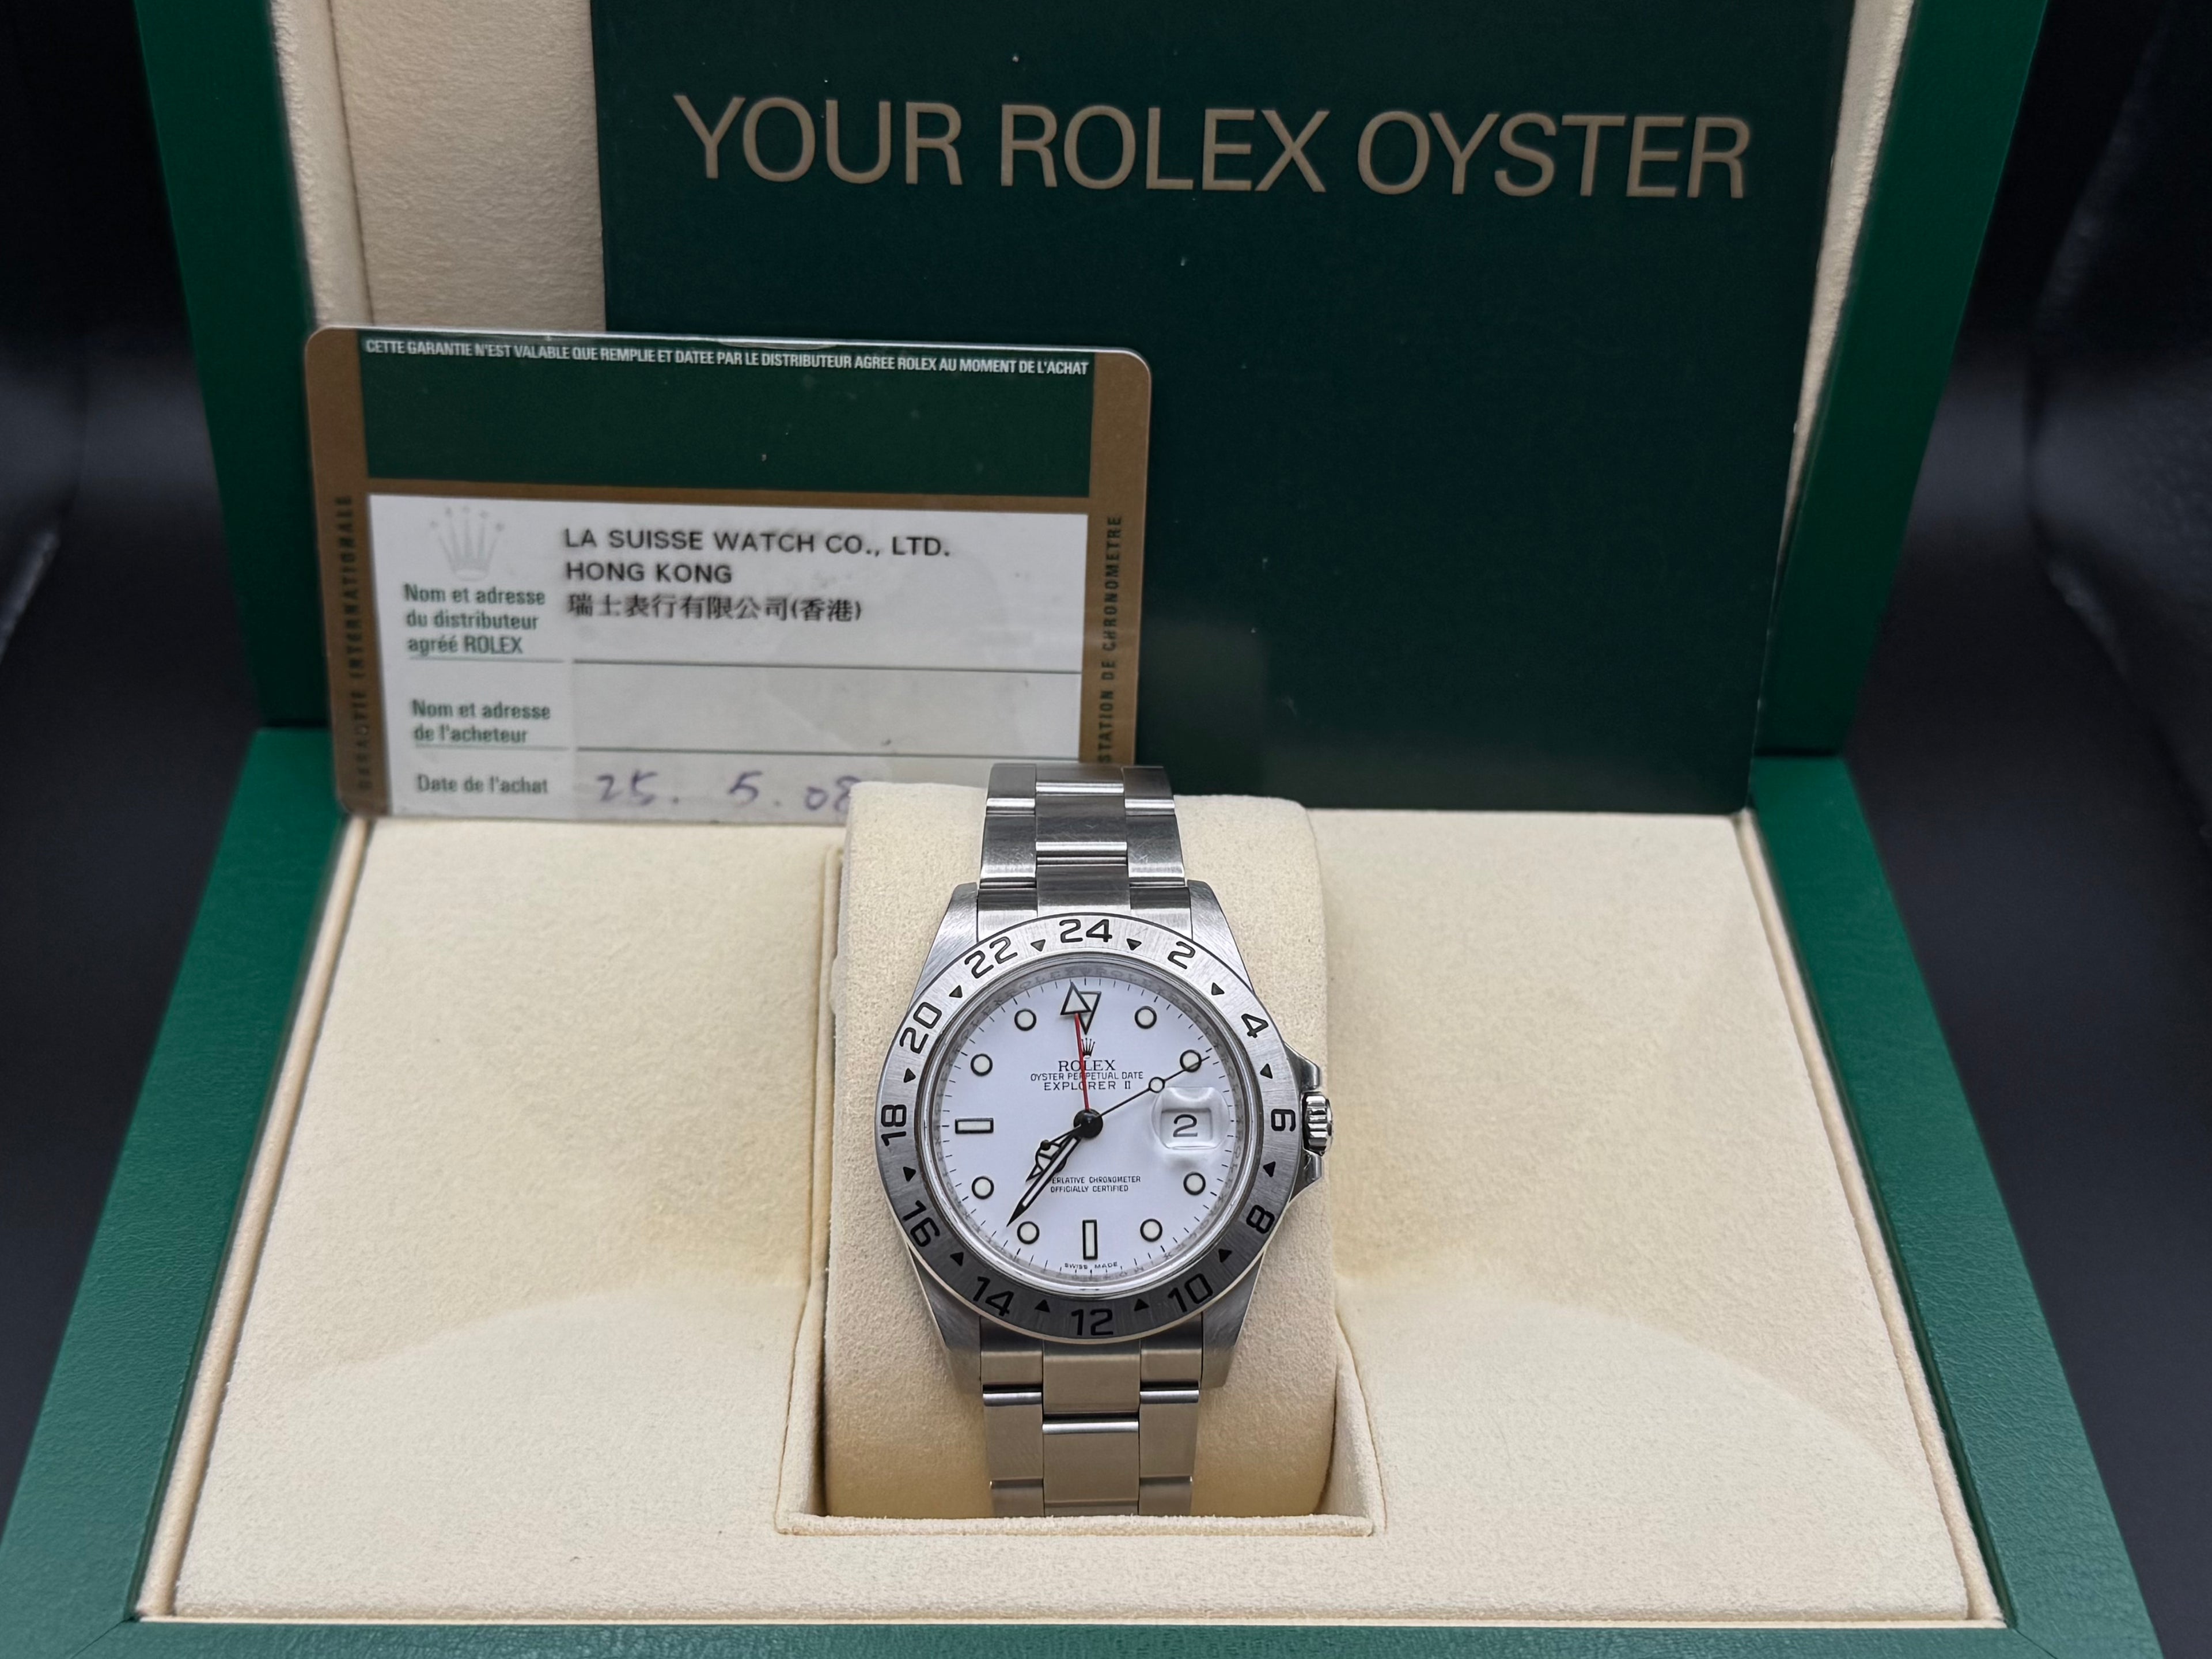 YOUR ROLEX OYSTER
CETTE GARANTIE N'EST VALABLE QUE REMPLIE ET DATEE PAR LE DISTRIBUTEUR AGREE ROLEX AU MOMENT DE L'ACHAT
GARANTIE INTERNATIONALE
STATION DE CHRONOMETRE
LA SUISSE WATCH CO., LTD.
HONG KONG
瑞士表行有限公司(香港)
Nom et adresse
du distributeur
agréé ROLEX
Nom et adresse
de l'acheteur
Date de l'achat 25. 5. 08
24
2
4
6
8
10
12
14
16
18
20
22
ROLEX
OYSTER PERPETUAL DATE
EXPLORER II
2
ERLATIVE CHRONOMETER
OFFICIALLY CERTIFIED
SWISS MADE